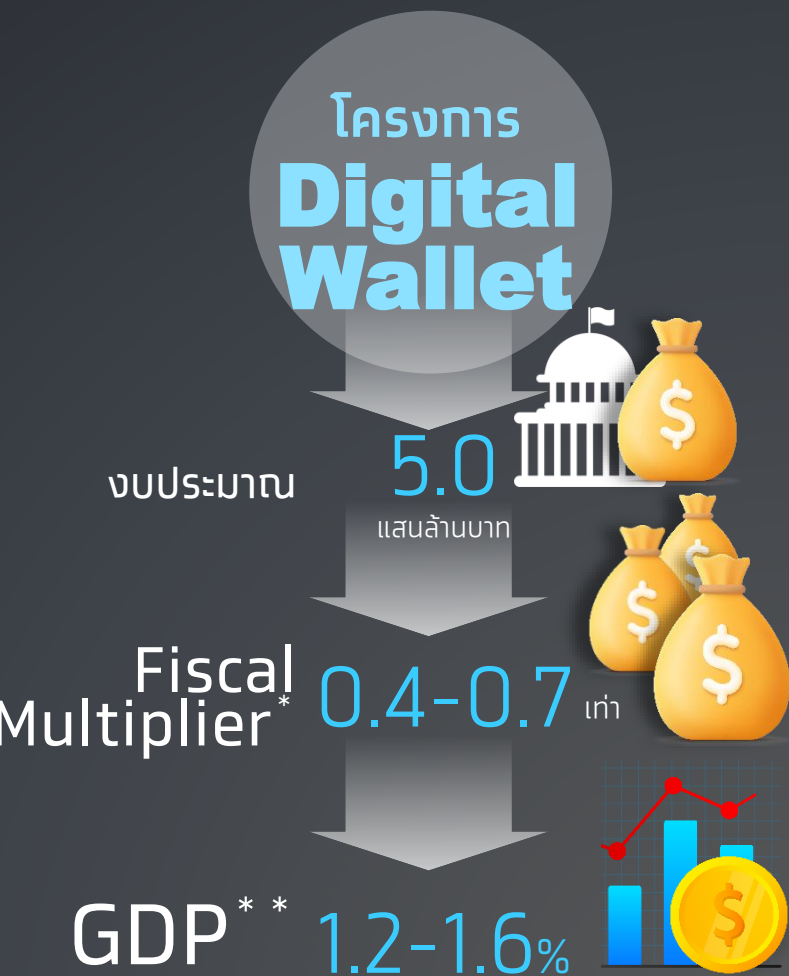 โครงการ
Digital
Wallet
งบประมาณ 5.0
แสนล้านบาท
Fiscal
Multiplier* 0.4-0.7 เท่า
GDP** 1.2-1.6%